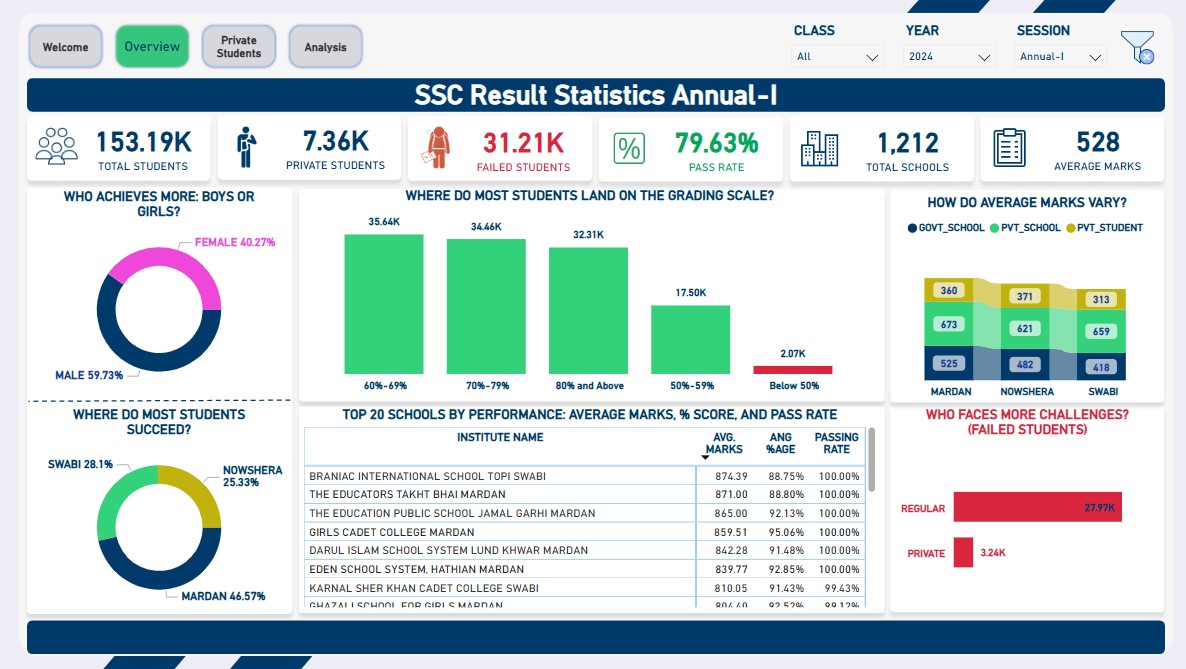 Welcome
Overview
Private
Students
Analysis
CLASS
All
YEAR
2024
SESSION
Annual-I
SSC Result Statistics Annual-I
153.19K
TOTAL STUDENTS
7.36K
PRIVATE STUDENTS
31.21K
FAILED STUDENTS
%
79.63%
PASS RATE
1,212
TOTAL SCHOOLS
528
AVERAGE MARKS
WHO ACHIEVES MORE: BOYS OR
GIRLS?
FEMALE 40.27%
MALE 59.73%
WHERE DO MOST STUDENTS LAND ON THE GRADING SCALE?
35.64K
34.46K
32.31K
17.50K
2.07K
60%-69%
70%-79%
80% and Above
50%-59%
Below 50%
HOW DO AVERAGE MARKS VARY?
GOVT_SCHOOL PVT_SCHOOL PVT_STUDENT
360 371 313
673 621 659
525 482 418
MARDAN NOWSHERA SWABI
WHERE DO MOST STUDENTS
SUCCEED?
SWABI 28.1%
NOWSHERA
25.33%
MARDAN 46.57%
TOP 20 SCHOOLS BY PERFORMANCE: AVERAGE MARKS, % SCORE, AND PASS RATE
INSTITUTE NAME AVG. MARKS ANG %AGE PASSING RATE
BRANIAC INTERNATIONAL SCHOOL TOPI SWABI 874.39 88.75% 100.00%
THE EDUCATORS TAKHT BHAI MARDAN 871.00 88.80% 100.00%
THE EDUCATION PUBLIC SCHOOL JAMAL GARHI MARDAN 865.00 92.13% 100.00%
GIRLS CADET COLLEGE MARDAN 859.51 95.06% 100.00%
DARUL ISLAM SCHOOL SYSTEM LUND KHWAR MARDAN 842.28 91.48% 100.00%
EDEN SCHOOL SYSTEM, HATHIAN MARDAN 839.77 92.85% 100.00%
KARNAL SHER KHAN CADET COLLEGE SWABI 810.05 91.43% 99.43%
GHAZALI SCHOOL FOR GIRLS MARDAN 804.40 92.52% 99.12%
WHO FACES MORE CHALLENGES?
(FAILED STUDENTS)
REGULAR 27.97K
PRIVATE 3.24K